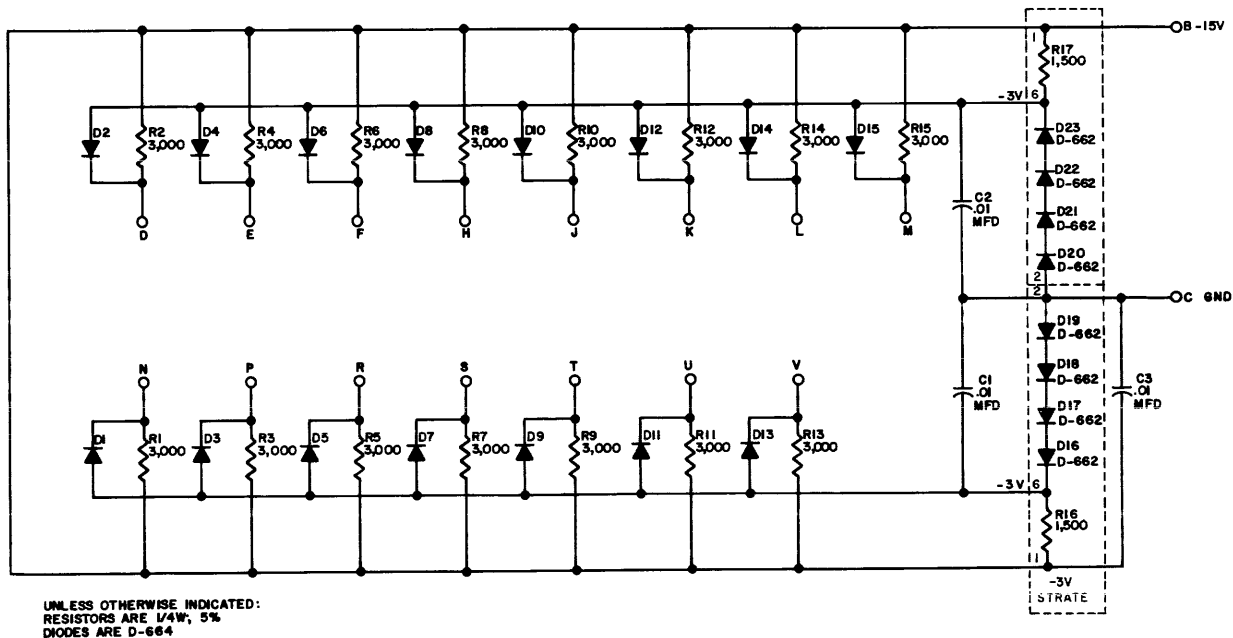 B -15V
1
R17
1,500
-3V 6
D2
R2
3,000
D4
R4
3,000
D6
R6
3,000
D8
R8
3,000
D10
R10
3,000
D12
R12
3,000
D14
R14
3,000
D15
R15
3,000
D23
D-662
D22
D-662
D21
D-662
D20
D-662
2
C2
.01
MFD
D
E
F
H
J
K
L
M
2
C GND
D19
D-662
D18
D-662
D17
D-662
D16
D-662
C1
.01
MFD
C3
.01
MFD
N
P
R
S
T
U
V
D1
R1
3,000
D3
R3
3,000
D5
R5
3,000
D7
R7
3,000
D9
R9
3,000
D11
R11
3,000
D13
R13
3,000
-3V 6
R16
1,500
1
-3V
STRATE
UNLESS OTHERWISE INDICATED:
RESISTORS ARE 1/4W, 5%
DIODES ARE D-664